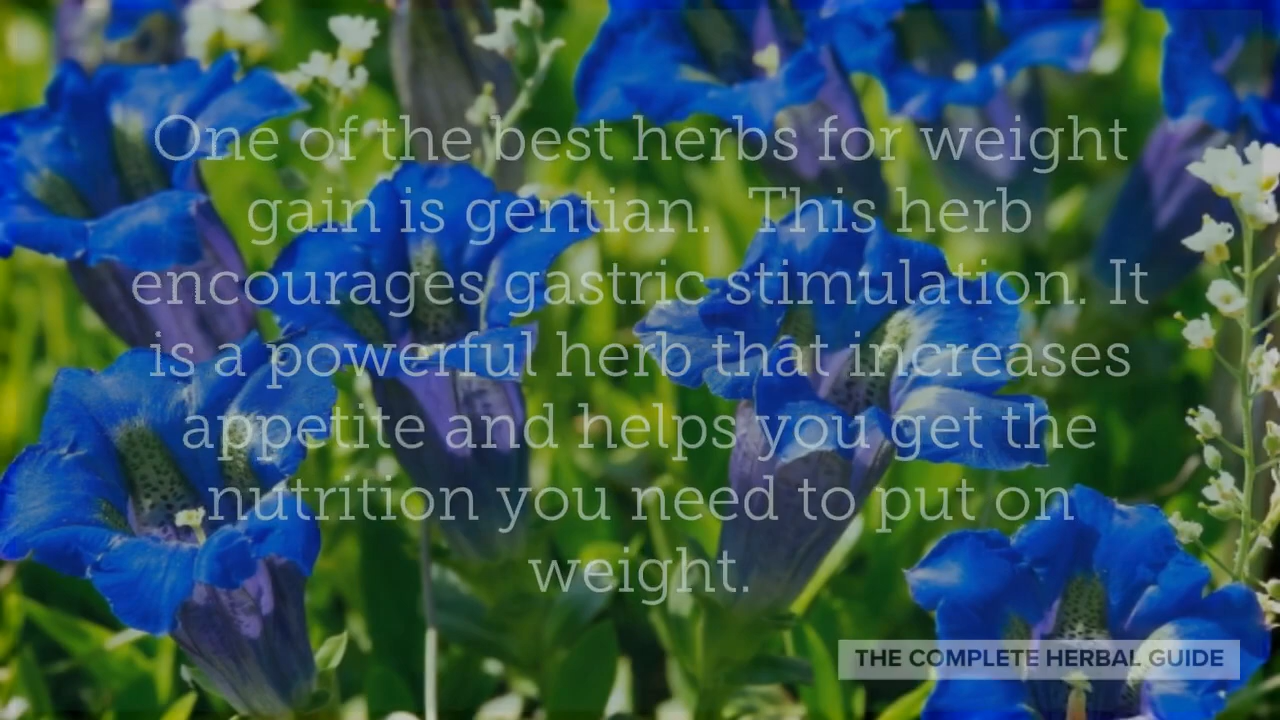 One of the best herbs for weight
gain is gentian. This herb
encourages gastric stimulation. It
is a powerful herb that increases
appetite and helps you get the
nutrition you need to put on
weight.
THE COMPLETE HERBAL GUIDE